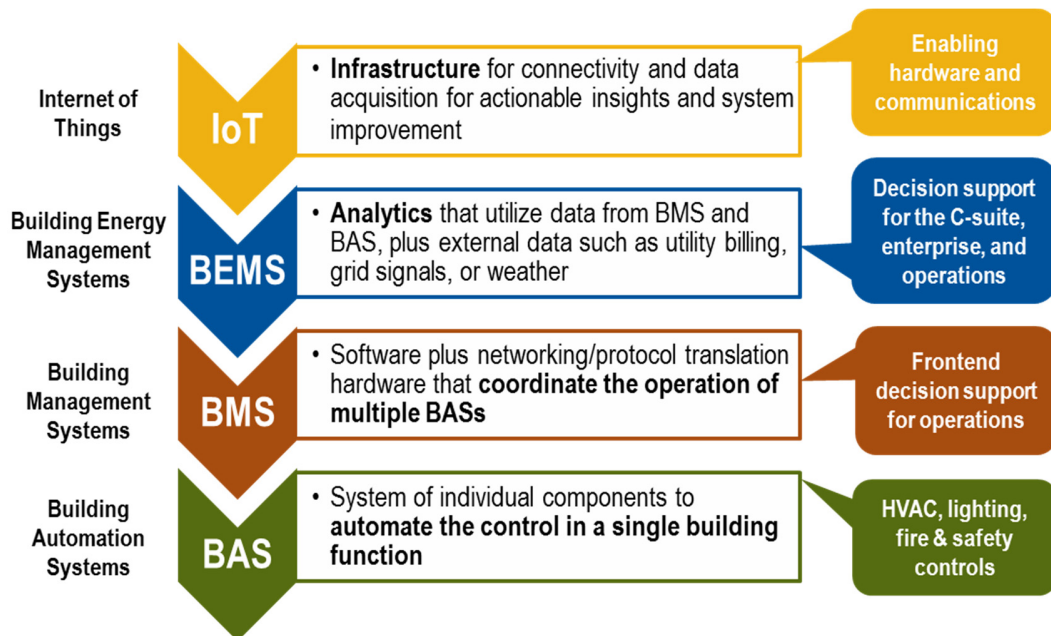 Internet of
Things
IoT
• Infrastructure for connectivity and data
acquisition for actionable insights and system
improvement
Enabling
hardware and
communications
Building Energy
Management
Systems
BEMS
• Analytics that utilize data from BMS and
BAS, plus external data such as utility billing,
grid signals, or weather
Decision support
for the C-suite,
enterprise, and
operations
Building
Management
Systems
BMS
• Software plus networking/protocol translation
hardware that coordinate the operation of
multiple BASs
Frontend
decision support
for operations
Building
Automation
Systems
BAS
• System of individual components to
automate the control in a single building
function
HVAC, lighting,
fire & safety
controls